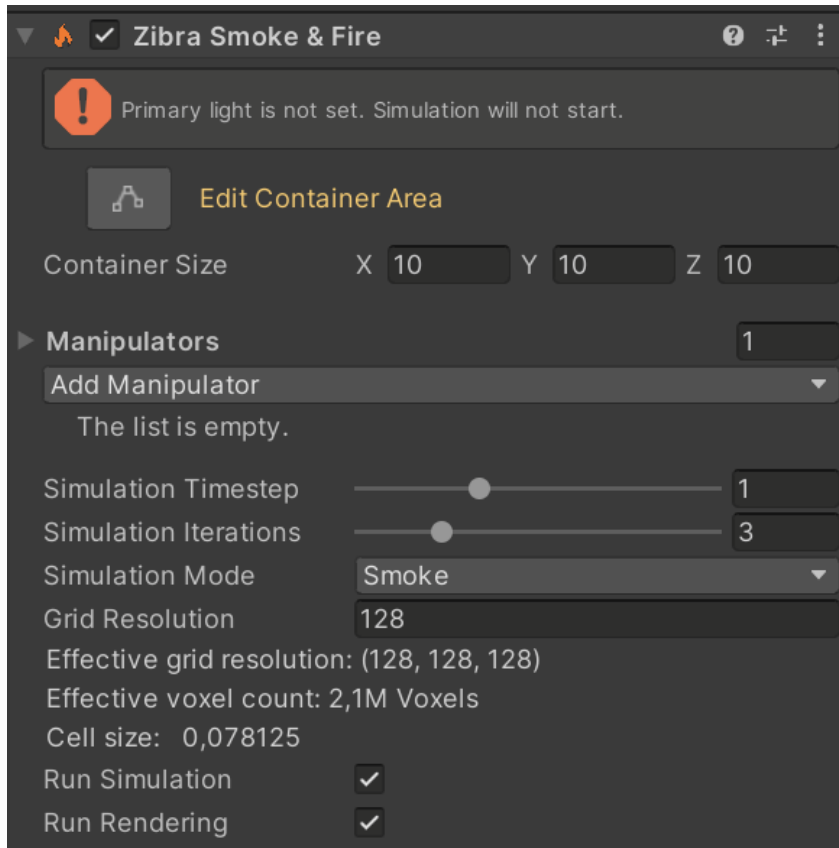 Zibra Smoke & Fire
Primary light is not set. Simulation will not start.
Edit Container Area
Container Size X 10 Y 10 Z 10
Manipulators 1
Add Manipulator
The list is empty.
Simulation Timestep 1
Simulation Iterations 3
Simulation Mode Smoke
Grid Resolution 128
Effective grid resolution: (128, 128, 128)
Effective voxel count: 2,1M Voxels
Cell size: 0,078125
Run Simulation
Run Rendering